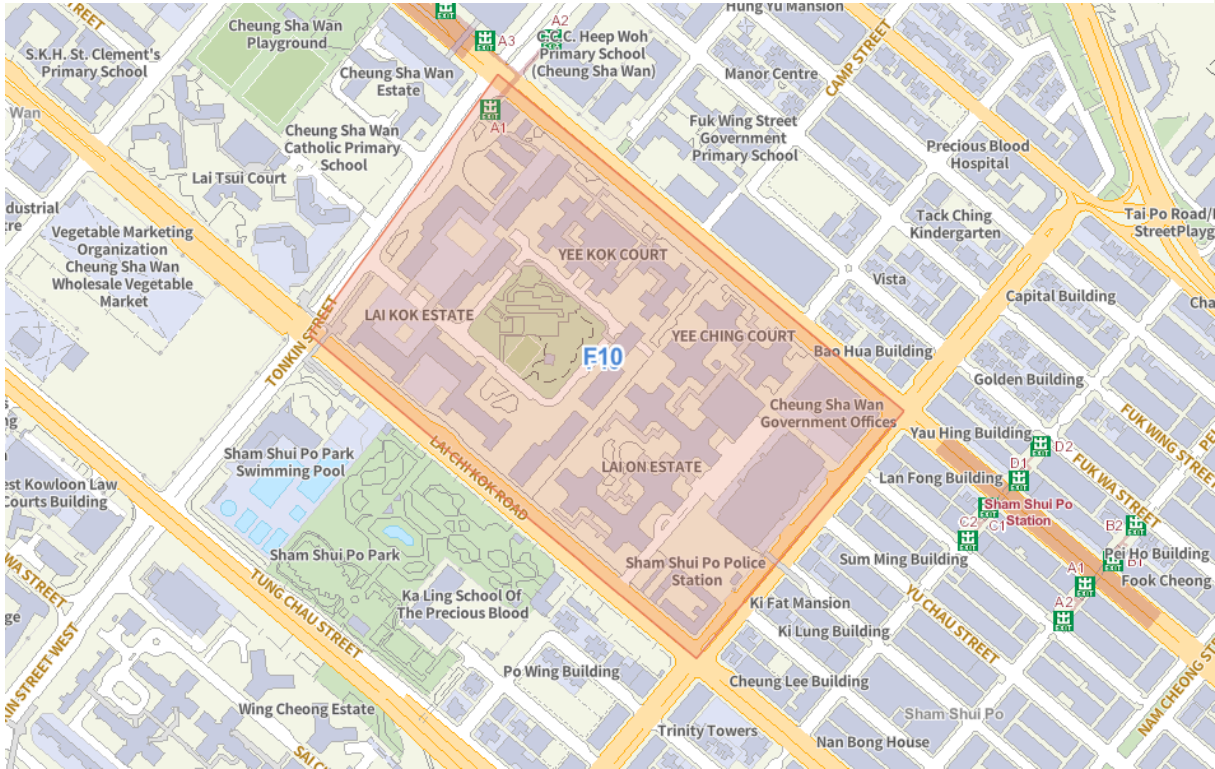 Hung Yu Mansion
A2
A3
Cheung Sha Wan
Playground
C.C.C. Heep Woh
Primary School
(Cheung Sha Wan)
CAMP STREET
S.K.H. St. Clement's
Primary School
STREET
Cheung Sha Wan
Estate
Manor Centre
A1
Wan
Cheung Sha Wan
Catholic Primary
School
Fuk Wing Street
Government
Primary School
Precious Blood
Hospital
Lai Tsui Court
dustrial
tre
Vegetable Marketing
Organization
Cheung Sha Wan
Wholesale Vegetable
Market
Tack Ching
Kindergarten
Tai Po Road/
StreetPlayg
YEE KOK COURT
Vista
Capital Building
Cha
LAI KOK ESTATE
TONKIN STREET
YEE CHING COURT
F10
Bao Hua Building
Golden Building
Cheung Sha Wan
Government Offices
FUK WING STREET
PEI
Yau Hing Building
D2
FUK WA STREET
Sham Shui Po Park
Swimming Pool
LAI CHI KOK ROAD
LAI ON ESTATE
D1
Lan Fong Building
est Kowloon Law
Courts Building
Sham Shui Po
Station
C2
C1
B2
Sham Shui Po Park
Sham Shui Po Police
Station
Sum Ming Building
Pei Ho Building
B1
WA STREET
TUNG CHAU STREET
Ka Ling School Of
The Precious Blood
A1
Fook Cheong
A2
Ki Fat Mansion
YU CHAU STREET
Ki Lung Building
KIN STREET WEST
Po Wing Building
Cheung Lee Building
NAM CHEONG ST
Wing Cheong Estate
Sham Shui Po
Trinity Towers
Nan Bong House
SAI CHI